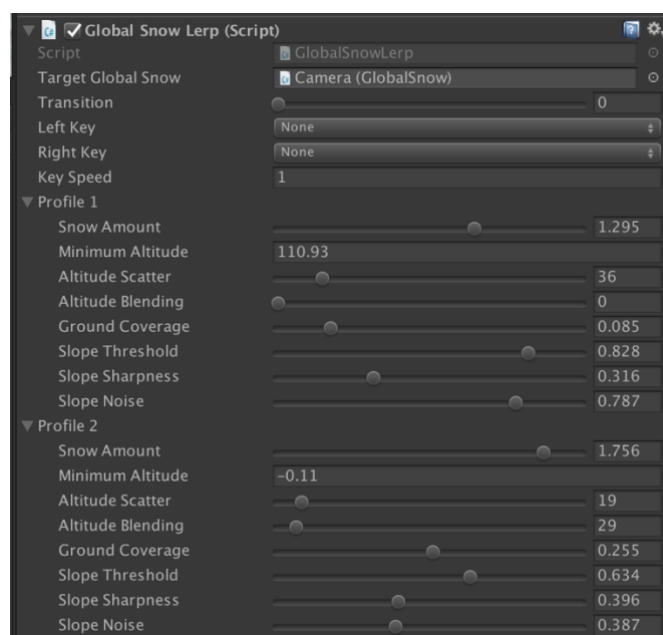 Global Snow Lerp (Script)
Script GlobalSnowLerp
Target Global Snow Camera (GlobalSnow)
Transition 0
Left Key None
Right Key None
Key Speed 1
Profile 1
Snow Amount 1.295
Minimum Altitude 110.93
Altitude Scatter 36
Altitude Blending 0
Ground Coverage 0.085
Slope Threshold 0.828
Slope Sharpness 0.316
Slope Noise 0.787
Profile 2
Snow Amount 1.756
Minimum Altitude -0.11
Altitude Scatter 19
Altitude Blending 29
Ground Coverage 0.255
Slope Threshold 0.634
Slope Sharpness 0.396
Slope Noise 0.387